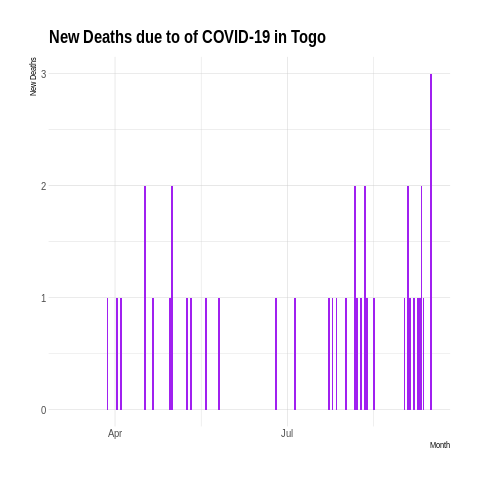 New Deaths due to of COVID-19 in Togo
New Deaths
3
2
1
0
Apr
Jul
Month